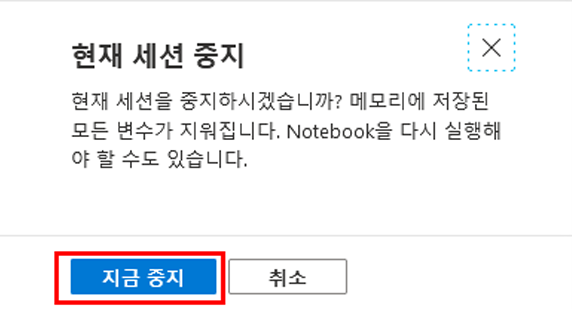 현재 세션 중지
현재 세션을 중지하시겠습니까? 메모리에 저장된
모든 변수가 지워집니다. Notebook을 다시 실행해
야 할 수도 있습니다.
지금 중지
취소